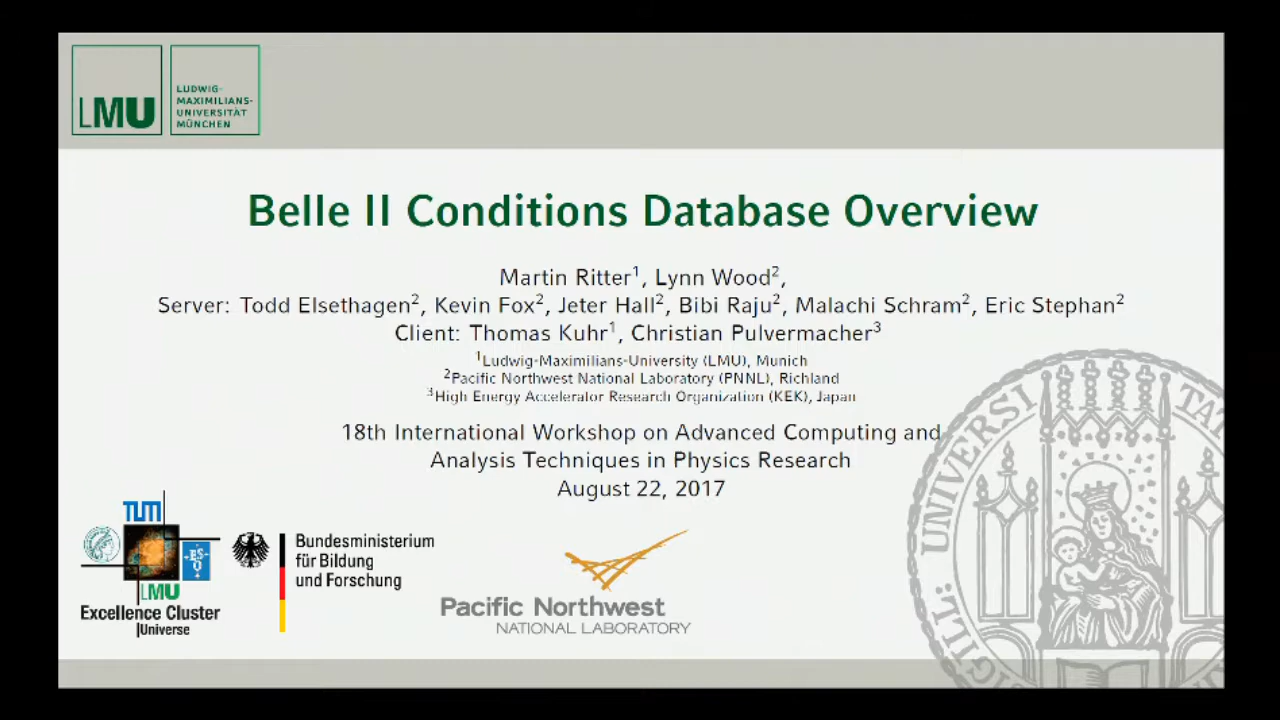 LMU
LUDWIG-
MAXIMILIANS-
UNIVERSITÄT
MÜNCHEN
Belle II Conditions Database Overview
Martin Ritter¹, Lynn Wood²,
Server: Todd Elsethagen², Kevin Fox², Jeter Hall², Bibi Raju², Malachi Schram², Eric Stephan²
Client: Thomas Kuhr¹, Christian Pulvermacher³
¹Ludwig-Maximilians-University (LMU), Munich
²Pacific Northwest National Laboratory (PNNL), Richland
³High Energy Accelerator Research Organization (KEK), Japan
18th International Workshop on Advanced Computing and
Analysis Techniques in Physics Research
August 22, 2017
TUM
ESO
LMU
Excellence Cluster
Universe
Bundesministerium
für Bildung
und Forschung
Pacific Northwest
NATIONAL LABORATORY
SIGILL: UNIVERSI TAT